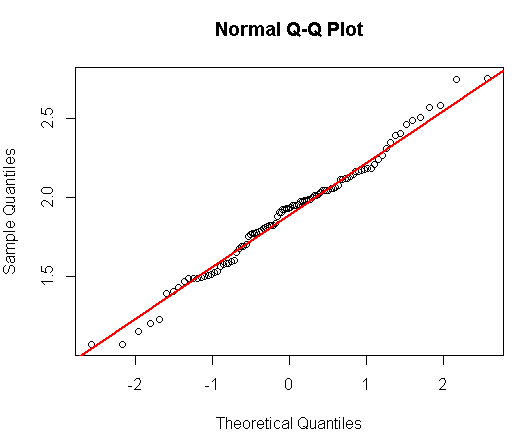 Normal Q-Q Plot
2.5
2.0
1.5
Sample Quantiles
-2 -1 0 1 2
Theoretical Quantiles